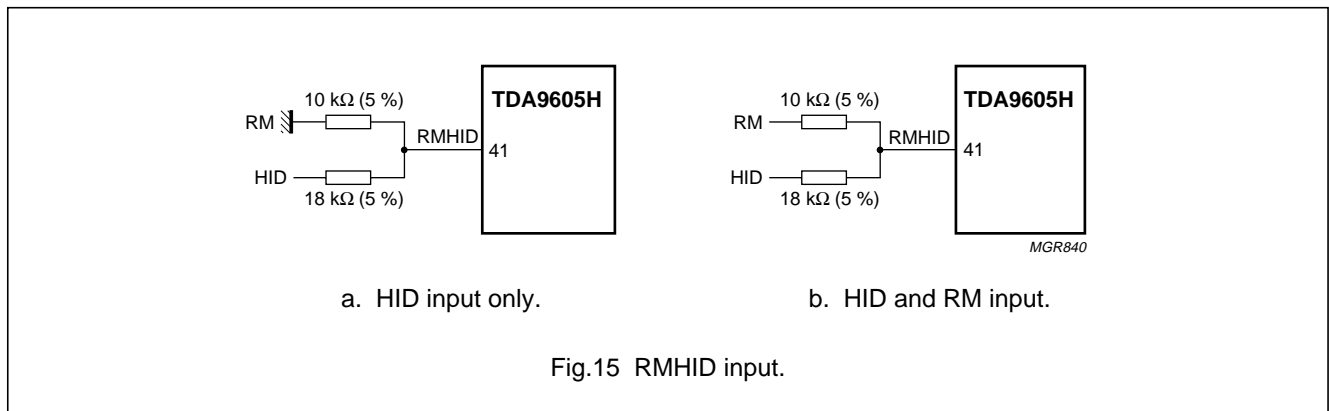 10 kΩ (5 %)
RM
RMHID
HID
18 kΩ (5 %)
TDA9605H
41
10 kΩ (5 %)
RM
RMHID
HID
18 kΩ (5 %)
TDA9605H
41
MGR840
a. HID input only.
b. HID and RM input.
Fig.15 RMHID input.